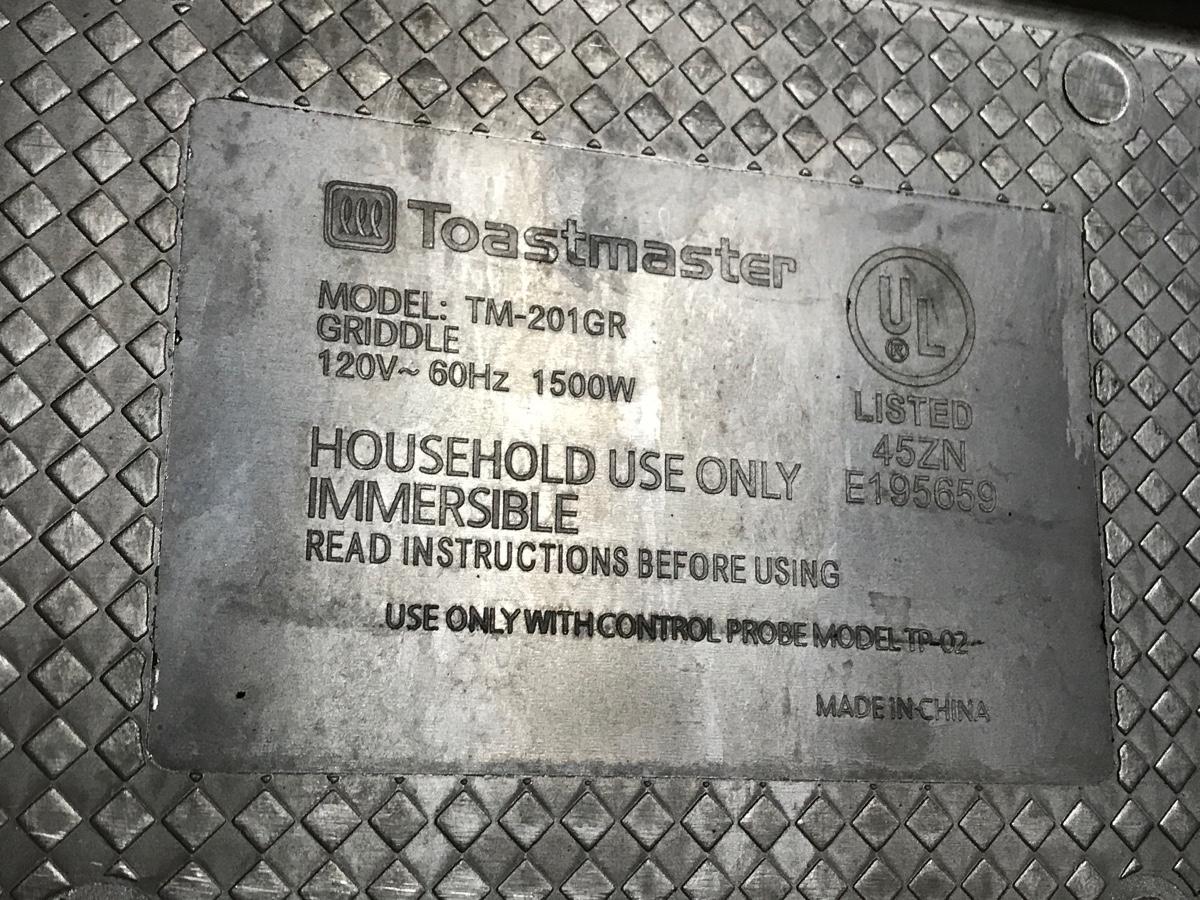 Toastmaster
MODEL: TM-201GR
GRIDDLE
120V~ 60Hz 1500W
UL
®
LISTED
45ZN
E195659
HOUSEHOLD USE ONLY
IMMERSIBLE
READ INSTRUCTIONS BEFORE USING
USE ONLY WITH CONTROL PROBE MODEL TP-02
MADE IN CHINA